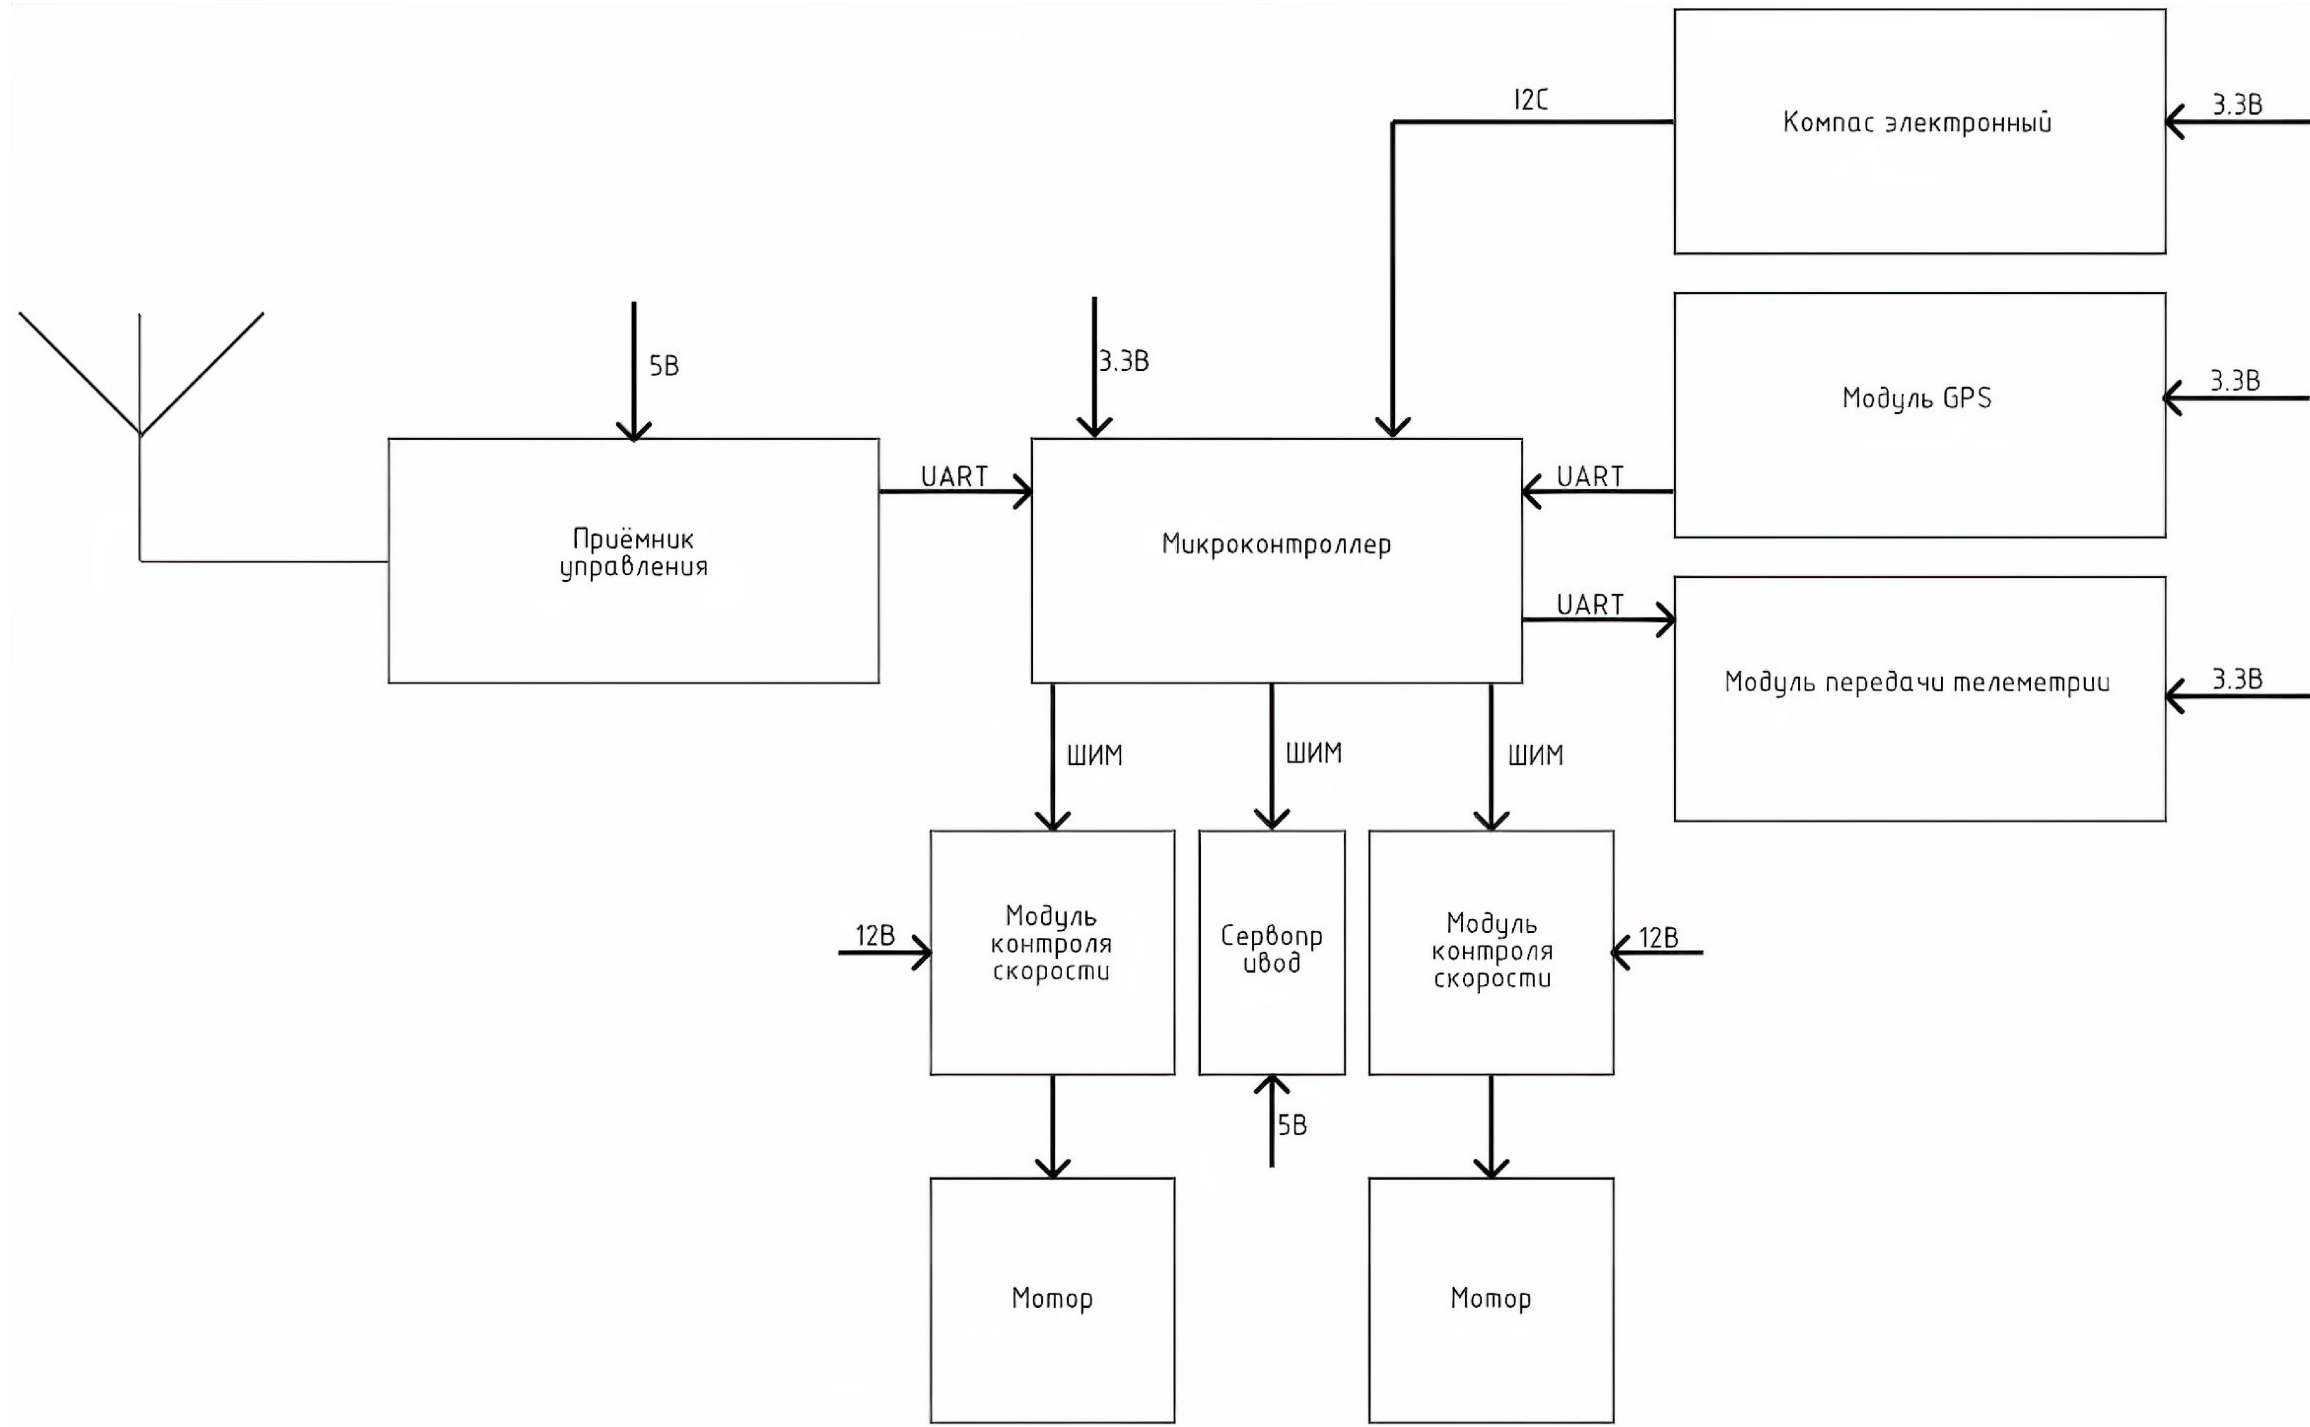 I2C
3.3В
Компас электронный
5В
3.3В
3.3В
Модуль GPS
UART
UART
Приёмник
управления
Микроконтроллер
UART
3.3В
Модуль передачи телеметрии
ШИМ
ШИМ
ШИМ
12В
Модуль
контроля
скорости
Сервопр
ивод
Модуль
контроля
скорости
12В
5В
Мотор
Мотор